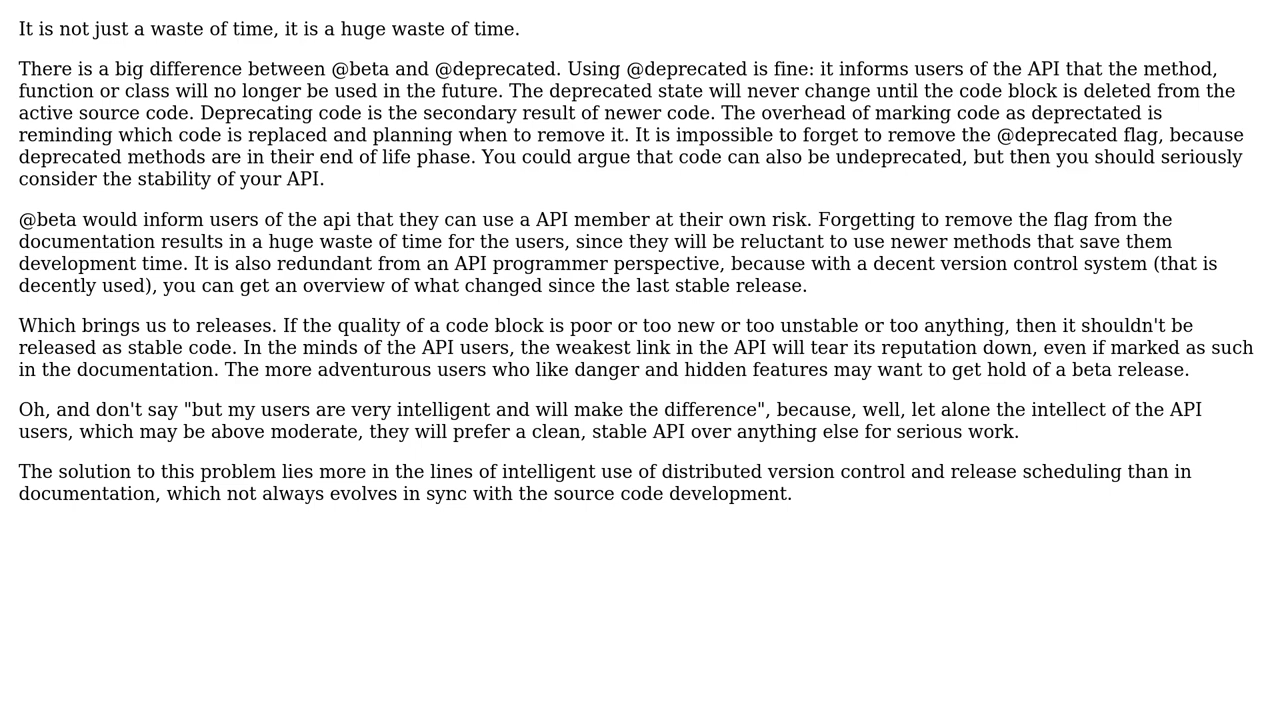 It is not just a waste of time, it is a huge waste of time.
There is a big difference between @beta and @deprecated. Using @deprecated is fine: it informs users of the API that the method,
function or class will no longer be used in the future. The deprecated state will never change until the code block is deleted from the
active source code. Deprecating code is the secondary result of newer code. The overhead of marking code as deprectated is
reminding which code is replaced and planning when to remove it. It is impossible to forget to remove the @deprecated flag, because
deprecated methods are in their end of life phase. You could argue that code can also be undeprecated, but then you should seriously
consider the stability of your API.
@beta would inform users of the api that they can use a API member at their own risk. Forgetting to remove the flag from the
documentation results in a huge waste of time for the users, since they will be reluctant to use newer methods that save them
development time. It is also redundant from an API programmer perspective, because with a decent version control system (that is
decently used), you can get an overview of what changed since the last stable release.
Which brings us to releases. If the quality of a code block is poor or too new or too unstable or too anything, then it shouldn't be
released as stable code. In the minds of the API users, the weakest link in the API will tear its reputation down, even if marked as such
in the documentation. The more adventurous users who like danger and hidden features may want to get hold of a beta release.
Oh, and don't say "but my users are very intelligent and will make the difference", because, well, let alone the intellect of the API
users, which may be above moderate, they will prefer a clean, stable API over anything else for serious work.
The solution to this problem lies more in the lines of intelligent use of distributed version control and release scheduling than in
documentation, which not always evolves in sync with the source code development.